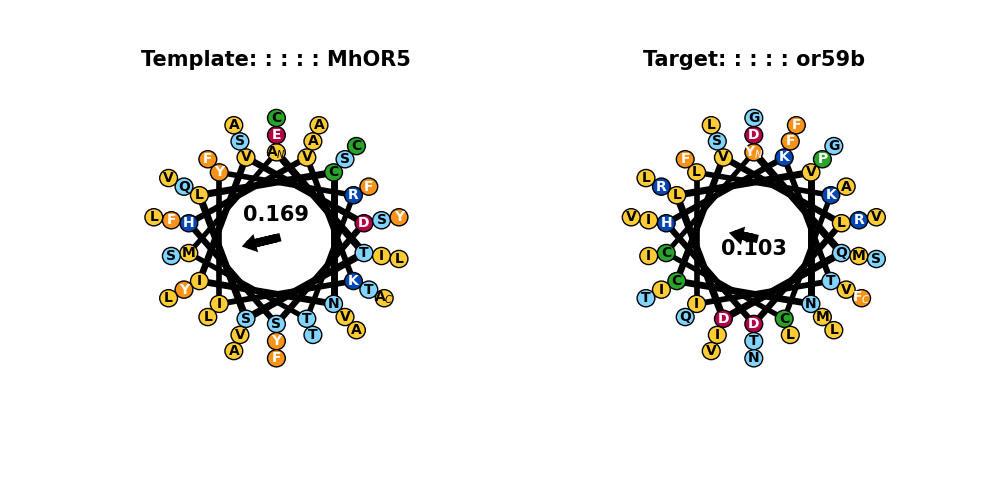 Template: : : : : MhOR5
Target: : : : : or59b
C
A A
E
S A C
F V A N V S
V Y C
Q L R F
L F H D S Y
0.169
S M T I L
L Y I K T A C
L I N V A
S S T
V Y T
A F
G
L F
D
S F G
F V Y N K P
L L V
R L K A
V I H L R V
0.103
I C Q M S
T I C T V F C
Q I N M L
D D C
I T L
V N